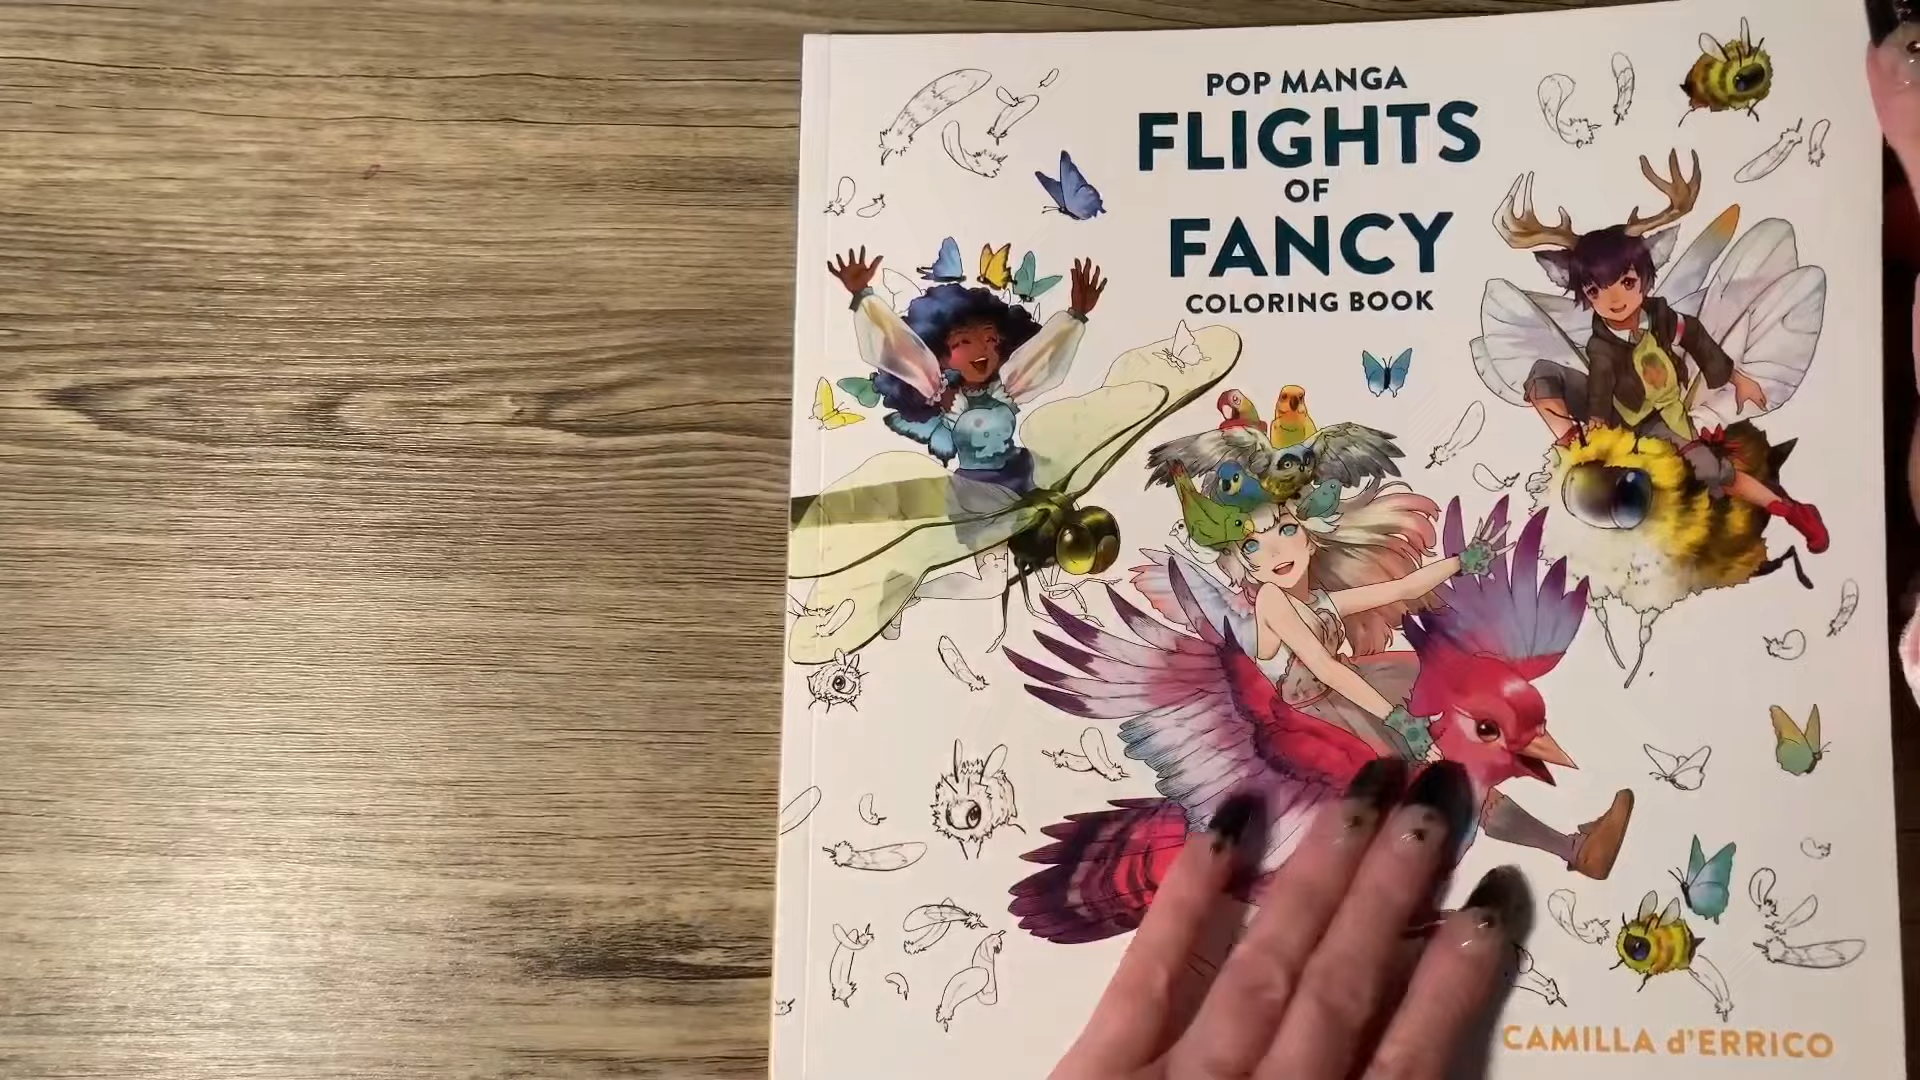 POP MANGA
FLIGHTS
OF
FANCY
COLORING BOOK
CAMILLA d'ERRICO